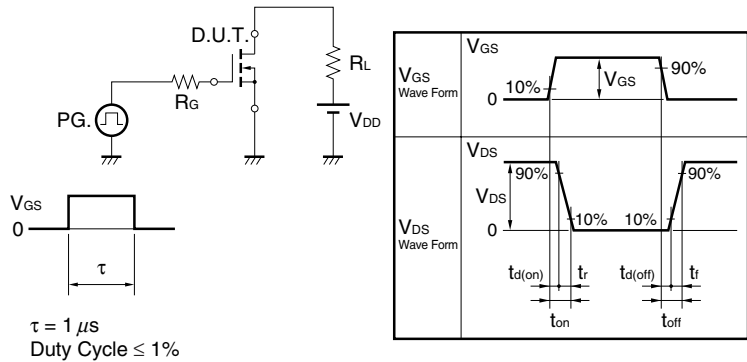 D.U.T.
RL
RG
PG.
VDD
VGS
0
τ
τ = 1 μs
Duty Cycle ≤ 1%
VGS
Wave Form
VGS
10%
VGS
90%
0
VDS
Wave Form
VDS
90%
90%
VDS
10%
10%
0
td(on)
tr
td(off)
tf
ton
toff